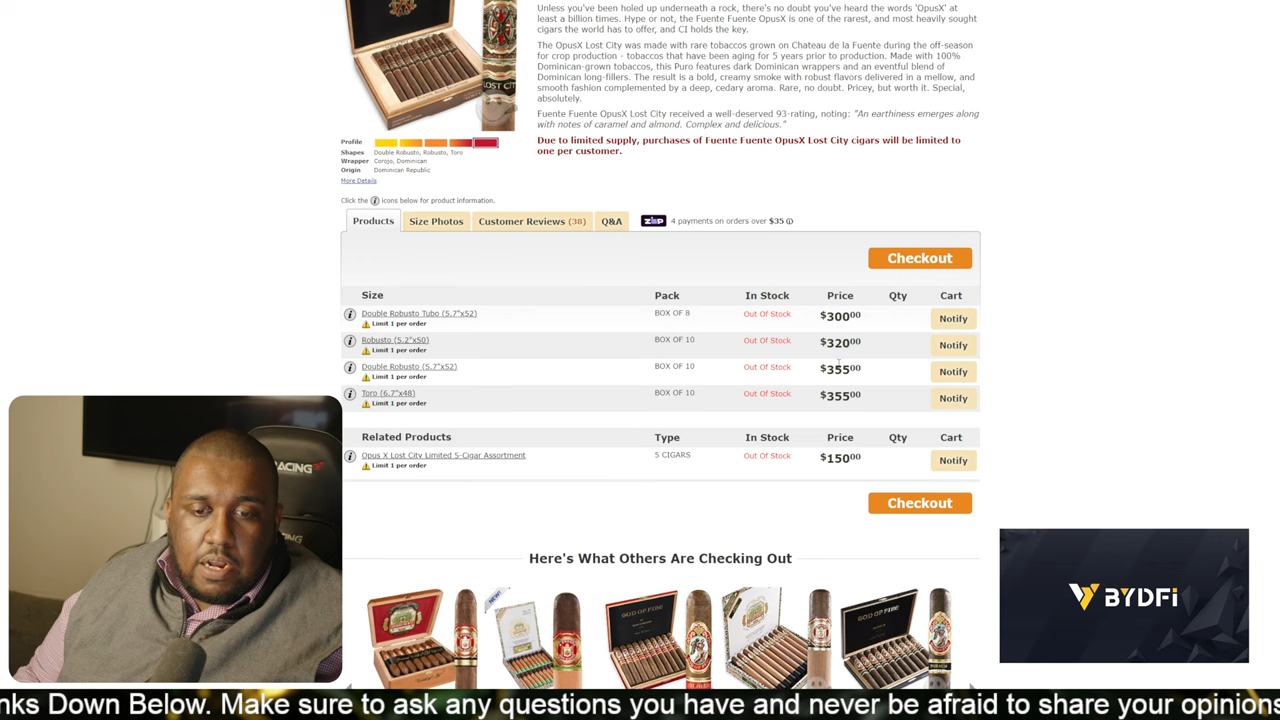 Unless you've been holed up underneath a rock, there's no doubt you've heard the words 'OpusX' at
least a billion times. Hype or not, the Fuente Fuente OpusX is one of the rarest, and most heavily sought
cigars the world has to offer, and CI holds the key.
The OpusX Lost City was made with rare tobaccos grown on Chateau de la Fuente during the off-season
for crop production - tobaccos that have been aging for 5 years prior to production. Made with 100%
Dominican-grown tobaccos, this Puro features dark Dominican wrappers and an eventful blend of
Dominican long-fillers. The result is a bold, creamy smoke with robust flavors delivered in a mellow, and
smooth fashion complemented by a deep, cedary aroma. Rare, no doubt. Pricey, but worth it. Special,
absolutely.
Fuente Fuente OpusX Lost City received a well-deserved 93-rating, noting: "An earthiness emerges along
with notes of caramel and almond. Complex and delicious."
Due to limited supply, purchases of Fuente Fuente OpusX Lost City cigars will be limited to
one per customer.
LOST CITY
Profile
Shapes Double Robusto, Robusto, Toro
Wrapper Corojo, Dominican
Origin Dominican Republic
More Details
Click the i icons below for product information.
Products Size Photos Customer Reviews (38) Q&A zip 4 payments on orders over $35
Checkout
Size Pack In Stock Price Qty Cart
Double Robusto Tubo (5.7"x52) BOX OF 8 Out Of Stock $300.00 Notify
Limit 1 per order
Robusto (5.2"x50) BOX OF 10 Out Of Stock $320.00 Notify
Limit 1 per order
Double Robusto (5.7"x52) BOX OF 10 Out Of Stock $355.00 Notify
Limit 1 per order
Toro (6.7"x48) BOX OF 10 Out Of Stock $355.00 Notify
Limit 1 per order
Related Products Type In Stock Price Qty Cart
Opus X Lost City Limited 5-Cigar Assortment 5 CIGARS Out Of Stock $150.00 Notify
Limit 1 per order
Checkout
Here's What Others Are Checking Out
NEW!
GOD OF FIRE
GOD OF FIRE
RACING
ING
BYDFi
nks Down Below. Make sure to ask any questions you have and never be afraid to share your opinions